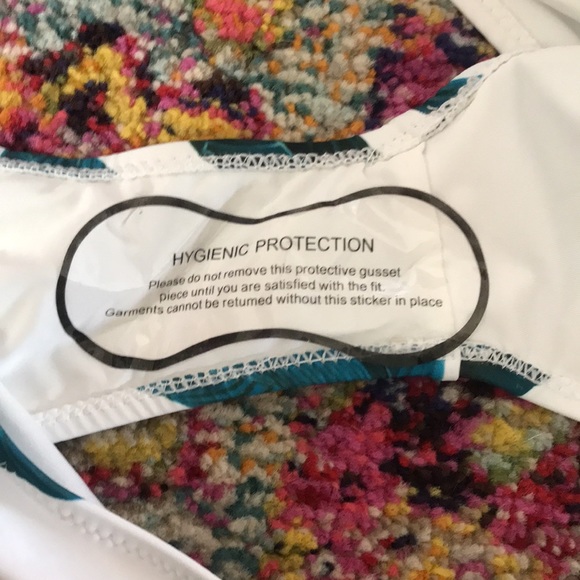 HYGIENIC PROTECTION
Please do not remove this protective gusset
piece until you are satisfied with the fit.
Garments cannot be returned without this sticker in place